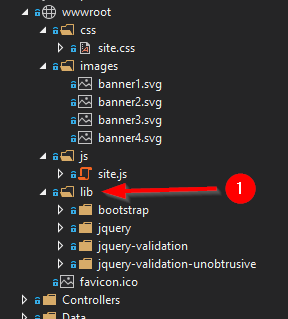 wwwroot
css
site.css
images
banner1.svg
banner2.svg
banner3.svg
banner4.svg
js
site.js
lib
1
bootstrap
jquery
jquery-validation
jquery-validation-unobtrusive
favicon.ico
Controllers
Data